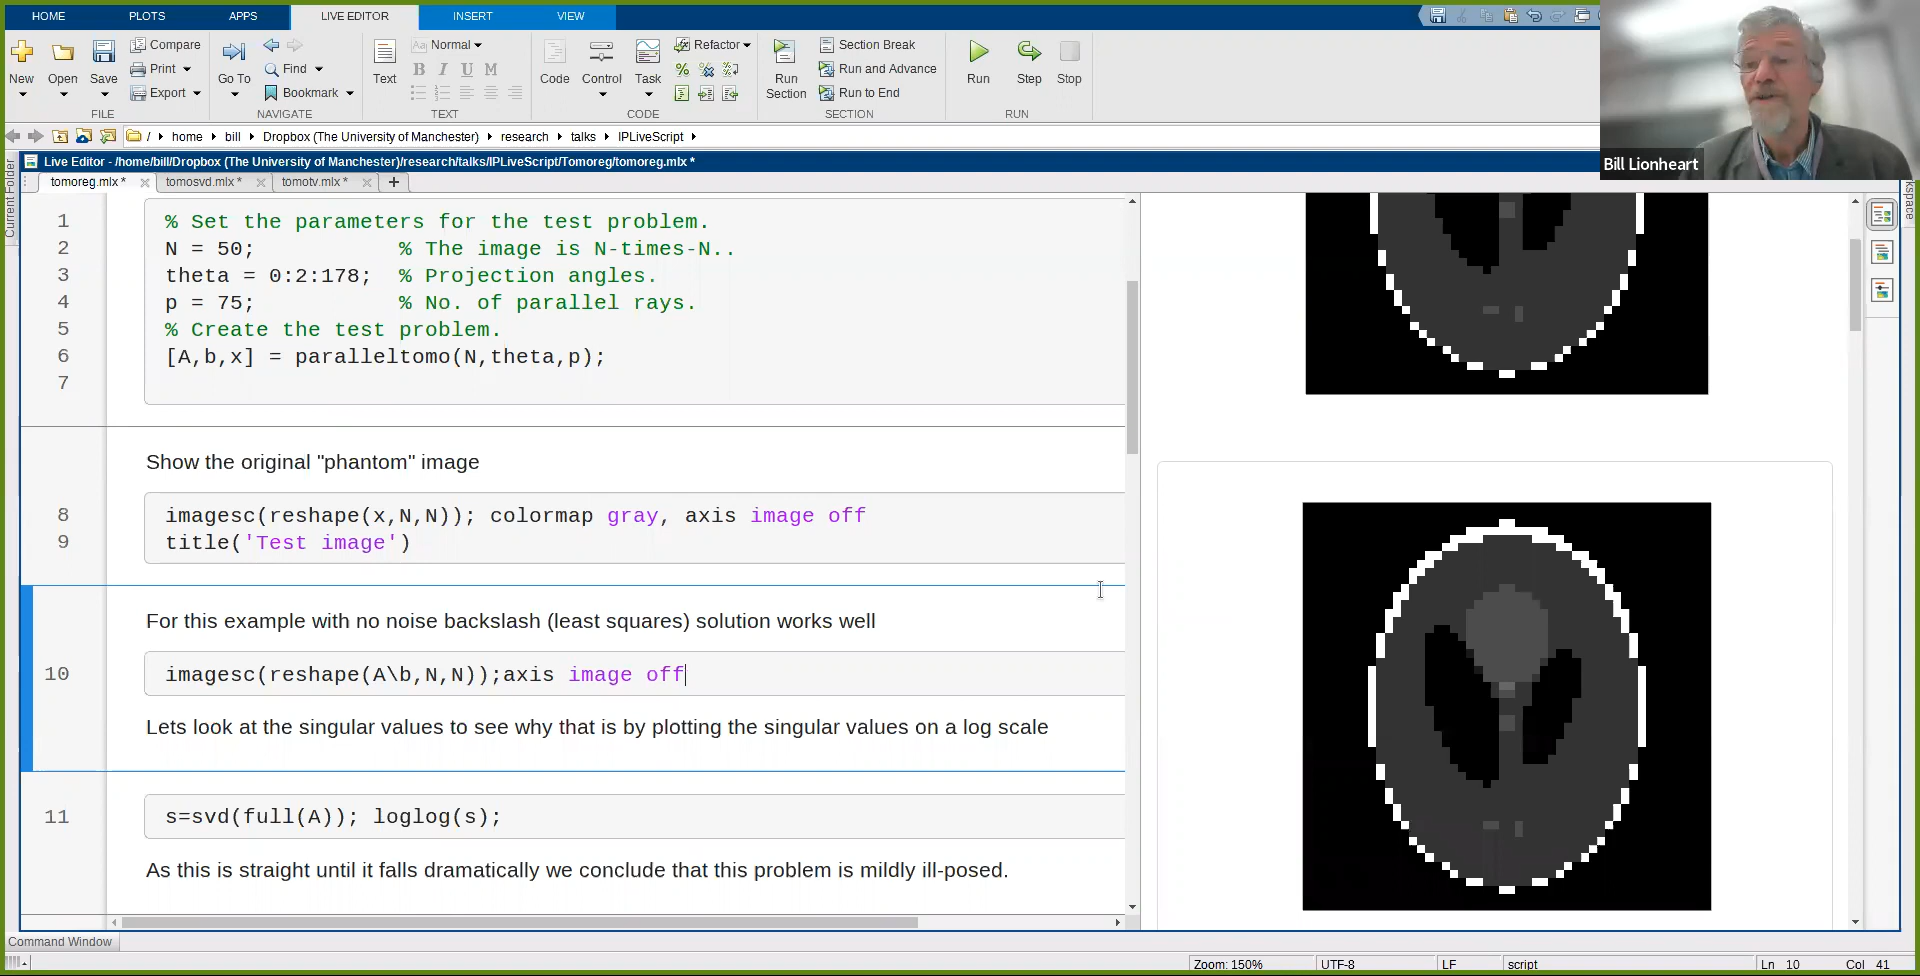 HOME PLOTS APPS LIVE EDITOR INSERT VIEW
New
Open
Save
Compare
Print
Export
FILE
Go To
Find
Bookmark
NAVIGATE
Text
Aa Normal
B I U M
TEXT
Code
Control
Task
Refactor
CODE
Run Section
Section Break
Run and Advance
Run to End
SECTION
Run
Step
Stop
RUN
/ home bill Dropbox (The University of Manchester) research talks IPLiveScript
Bill Lionheart
Live Editor - /home/bill/Dropbox (The University of Manchester)/research/talks/IPLiveScript/Tomoreg/tomoreg.mlx *
tomoreg.mlx * tomosvd.mlx * tomotv.mlx *
Current Folder
1 % Set the parameters for the test problem.
2 N = 50; % The image is N-times-N..
3 theta = 0:2:178; % Projection angles.
4 p = 75; % No. of parallel rays.
5 % Create the test problem.
6 [A,b,x] = paralleltomo(N,theta,p);
7
Show the original "phantom" image
8 imagesc(reshape(x,N,N)); colormap gray, axis image off
9 title('Test image')
For this example with no noise backslash (least squares) solution works well
10 imagesc(reshape(A\b,N,N));axis image off
Lets look at the singular values to see why that is by plotting the singular values on a log scale
11 s=svd(full(A)); loglog(s);
As this is straight until it falls dramatically we conclude that this problem is mildly ill-posed.
Command Window
Zoom: 150% UTF-8 LF script Ln 10 Col 41